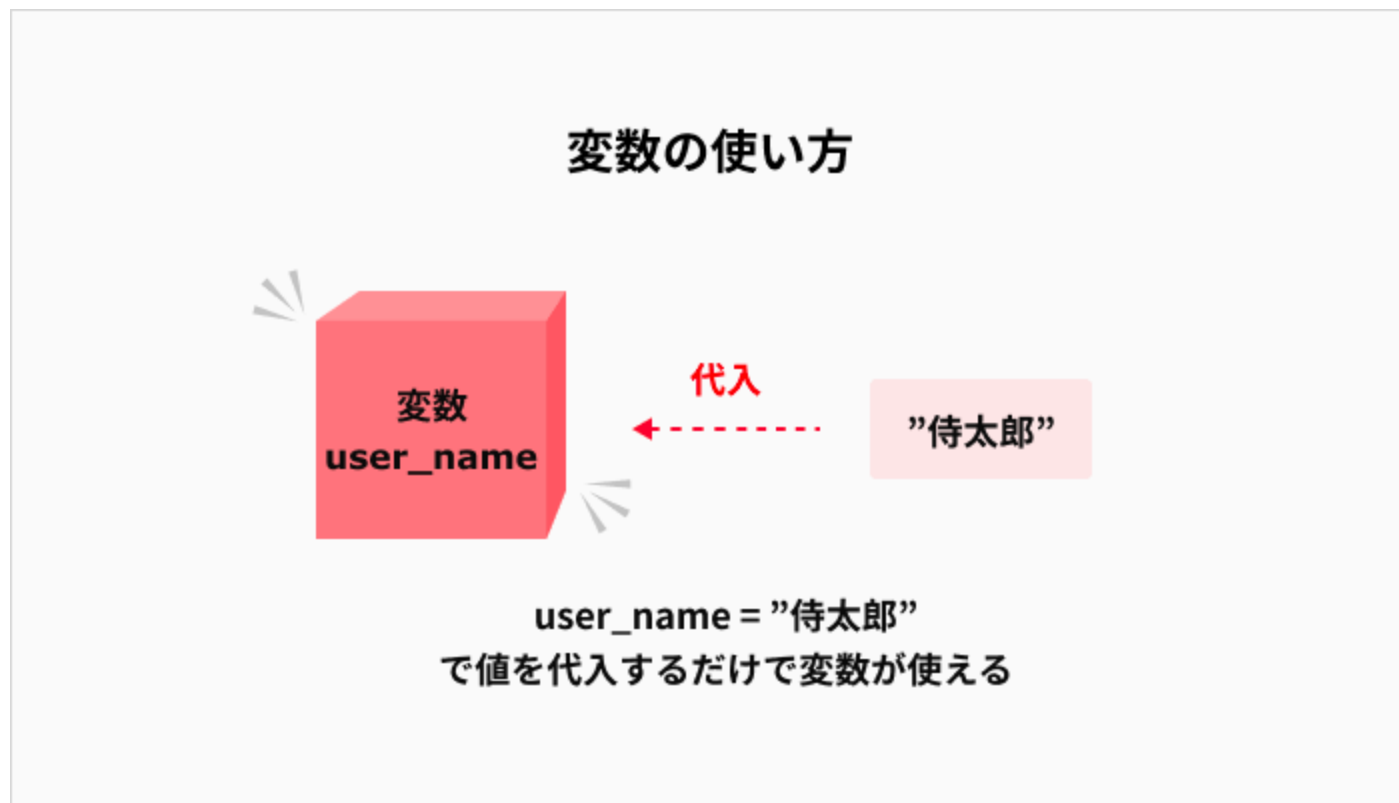 変数の使い方
代入
変数
user_name
”侍太郎”
user_name = ”侍太郎”
で値を代入するだけで変数が使える